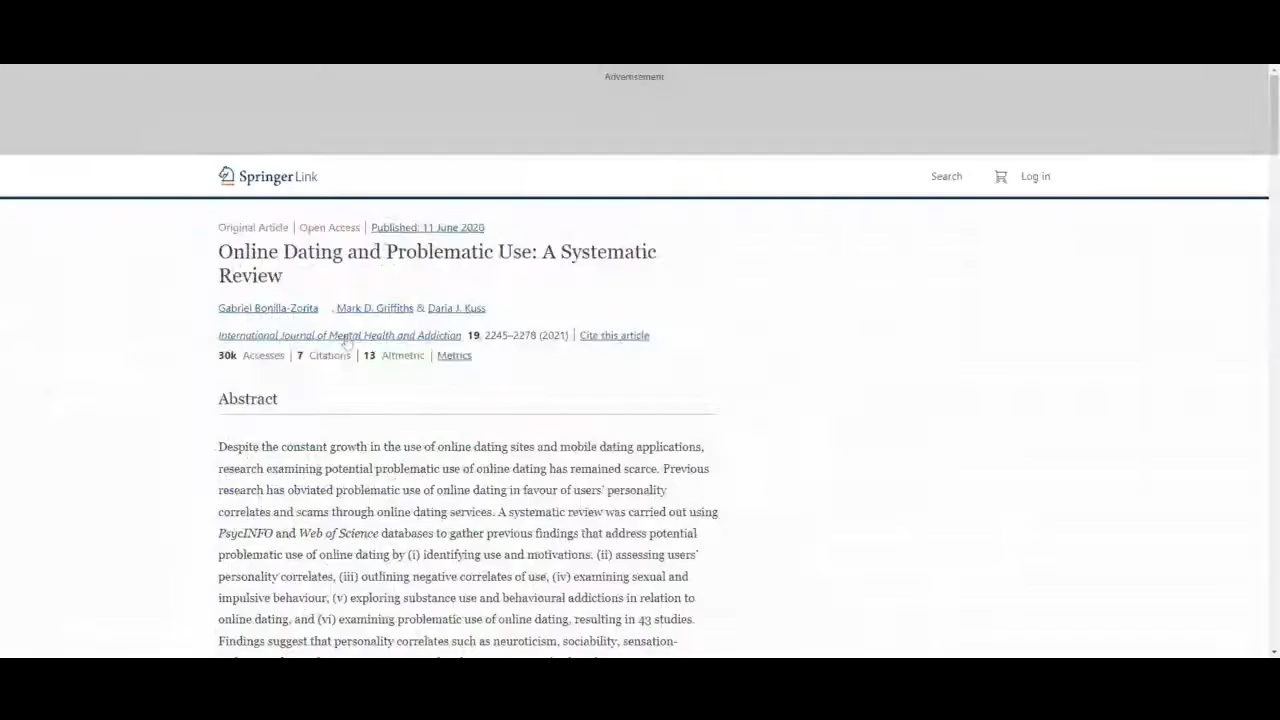 Advertisement
Springer Link
Search
Log in
Original Article | Open Access | Published: 11 June 2020
Online Dating and Problematic Use: A Systematic
Review
Gabriel Bonilla-Zorita , Mark D. Griffiths & Daria J. Kuss
International Journal of Mental Health and Addiction 19, 2245–2278 (2021) | Cite this article
30k Accesses | 7 Citations | 13 Altmetric | Metrics
Abstract
Despite the constant growth in the use of online dating sites and mobile dating applications,
research examining potential problematic use of online dating has remained scarce. Previous
research has obviated problematic use of online dating in favour of users' personality
correlates and scams through online dating services. A systematic review was carried out using
PsycINFO and Web of Science databases to gather previous findings that address potential
problematic use of online dating by (i) identifying use and motivations, (ii) assessing users'
personality correlates, (iii) outlining negative correlates of use, (iv) examining sexual and
impulsive behaviour, (v) exploring substance use and behavioural addictions in relation to
online dating, and (vi) examining problematic use of online dating, resulting in 43 studies.
Findings suggest that personality correlates such as neuroticism, sociability, sensation-